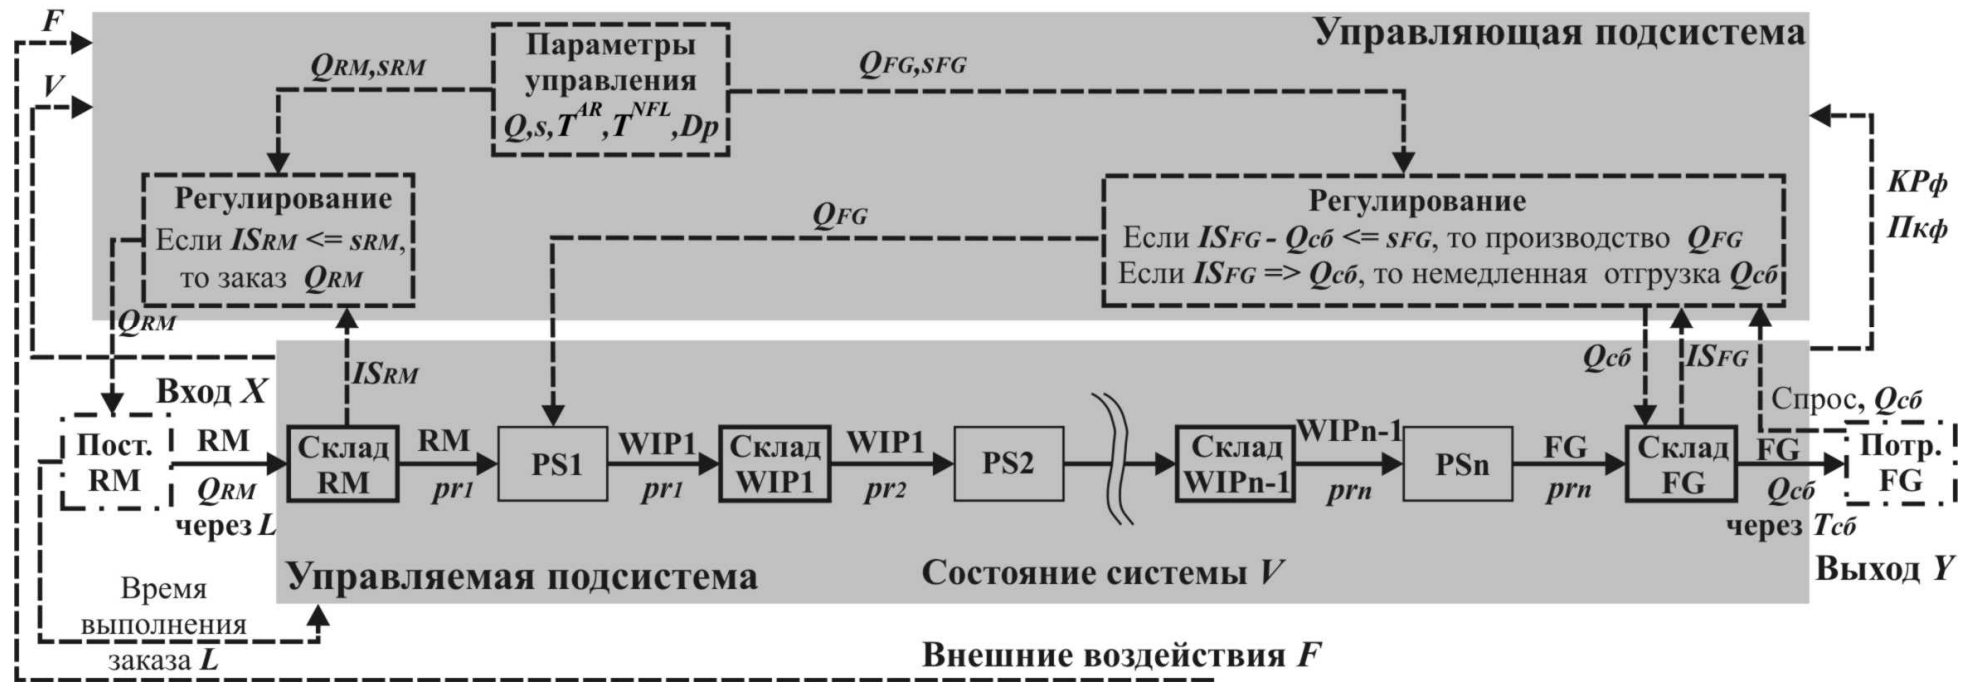 F
V
Управляющая подсистема
Параметры
управления
Q,s,T^AR,T^NFL,Dp
QRM,sRM
QFG,sFG
КРф
Пкф
Регулирование
Если ISRM <= sRM,
то заказ QRM
QFG
Регулирование
Если ISFG - Qсб <= sFG, то производство QFG
Если ISFG => Qсб, то немедленная отгрузка Qсб
QRM
ISRM
Qсб
ISFG
Вход X
Спрос, Qсб
Пост.
RM
RM
QRM
через L
Склад
RM
RM
pr1
PS1
WIP1
pr1
Склад
WIP1
WIP1
pr2
PS2
Склад
WIPn-1
WIPn-1
prn
PSn
FG
prn
Склад
FG
FG
Qсб
через Tсб
Потр.
FG
Управляемая подсистема
Состояние системы V
Выход Y
Время
выполнения
заказа L
Внешние воздействия F